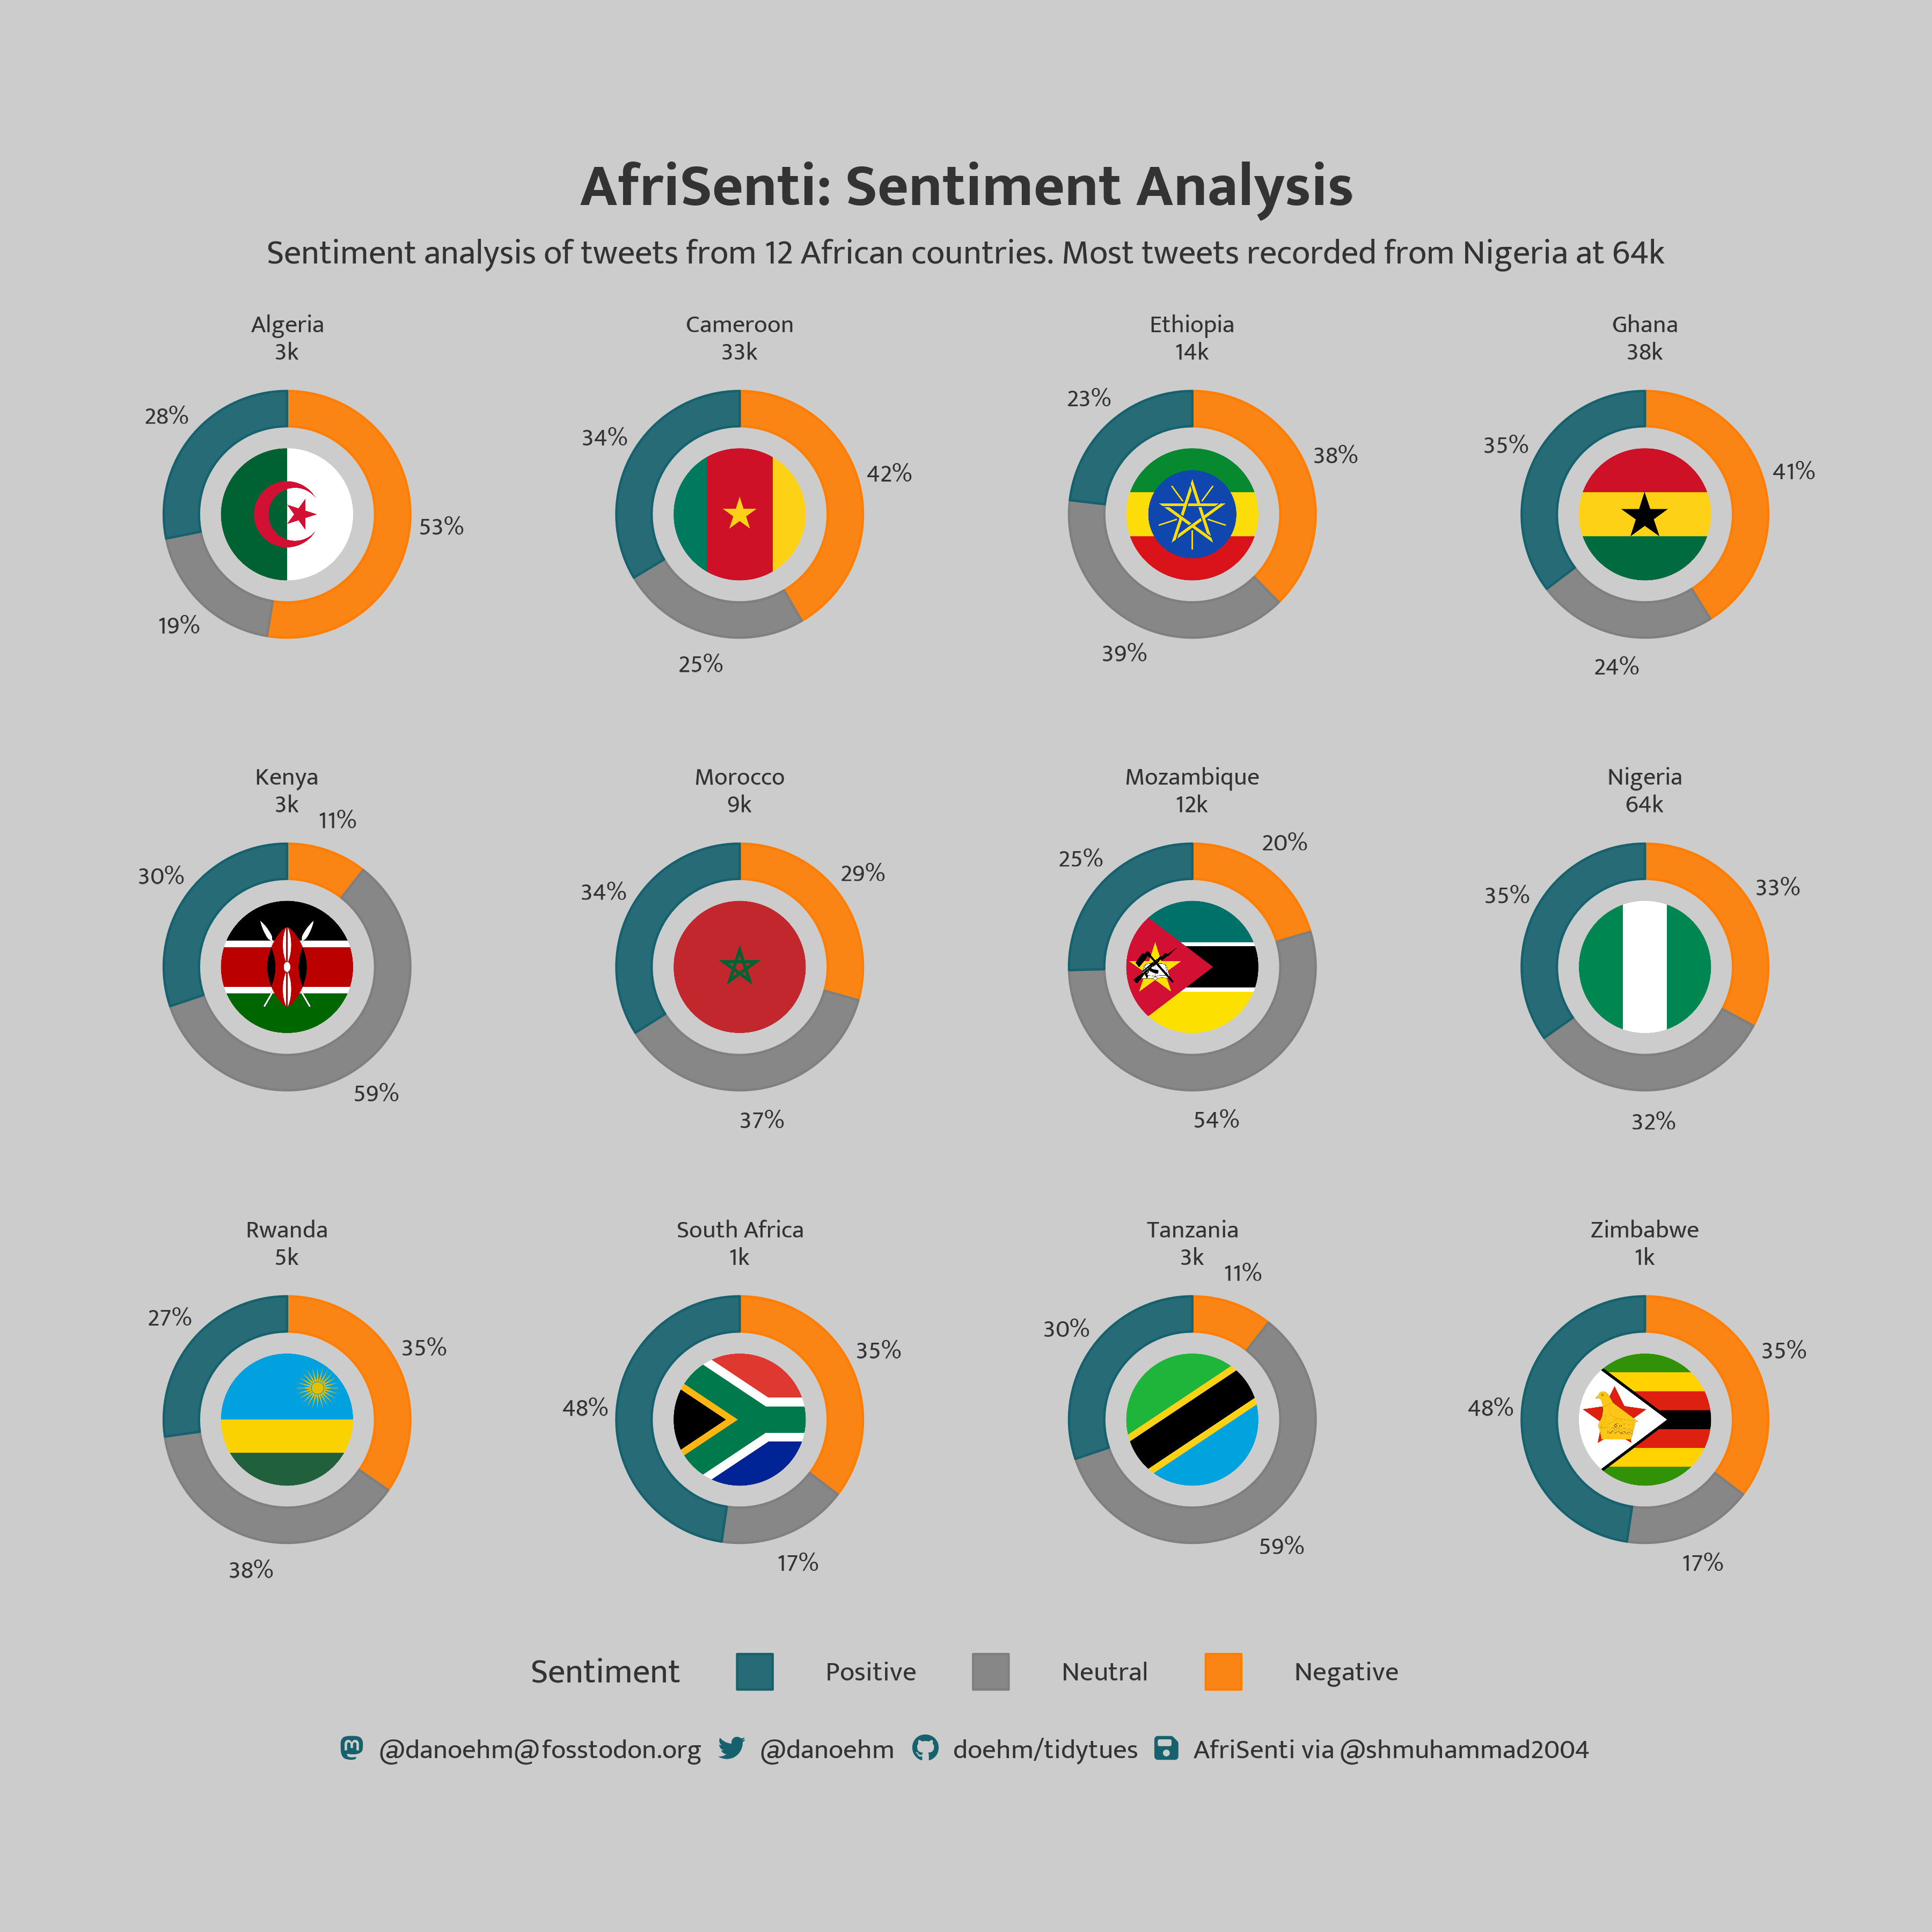 AfriSenti: Sentiment Analysis
Sentiment analysis of tweets from 12 African countries. Most tweets recorded from Nigeria at 64k
Algeria
3k
28%
53%
19%
Cameroon
33k
34%
42%
25%
Ethiopia
14k
23%
38%
39%
Ghana
38k
35%
41%
24%
Kenya
3k
11%
30%
59%
Morocco
9k
29%
34%
37%
Mozambique
12k
20%
25%
54%
Nigeria
64k
33%
35%
32%
Rwanda
5k
27%
35%
38%
South Africa
1k
35%
48%
17%
Tanzania
3k
11%
30%
59%
Zimbabwe
1k
35%
48%
17%
Sentiment
Positive
Neutral
Negative
@danoehm@fosstodon.org @danoehm doehm/tidytues AfriSenti via @shmuhammad2004